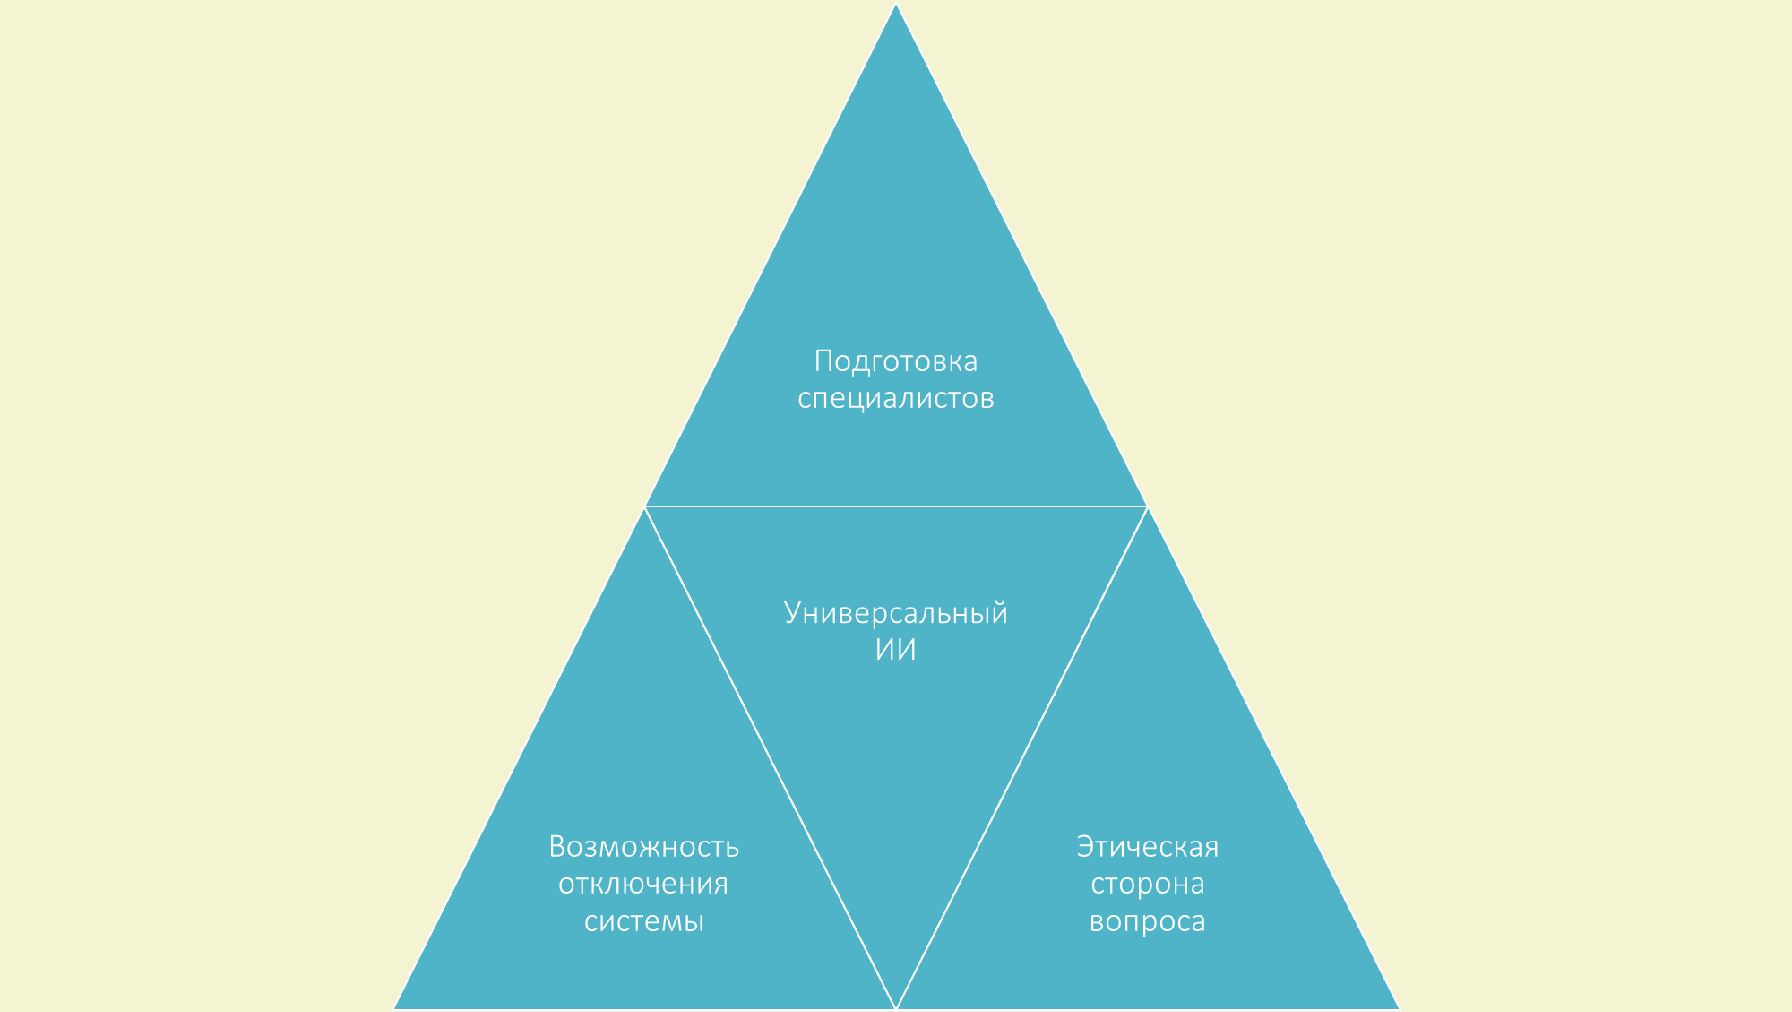 Подготовка
специалистов
Универсальный
ИИ
Возможность
отключения
системы
Этическая
сторона
вопроса